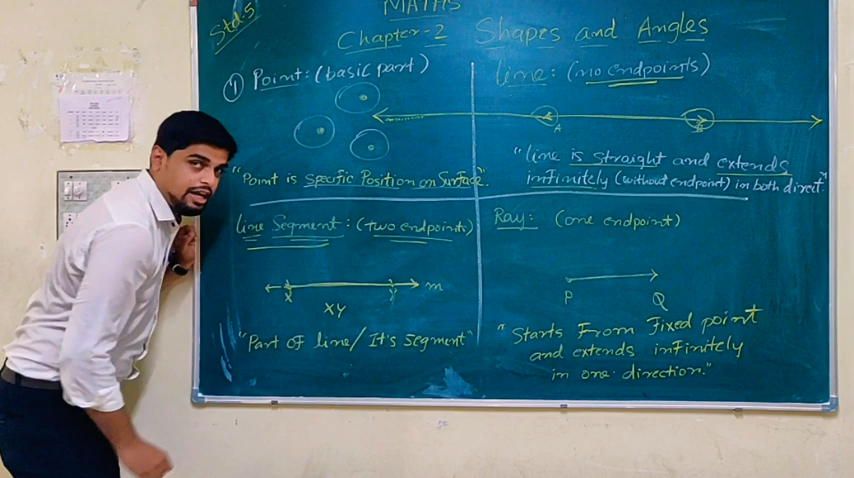 Std.5
MATHS
Chapter-2 Shapes and Angles
1) Point: (basic part)
"Point is Specific Position on Surface."
line: (no endpoints)
A
B
"line is straight and extends
infinitely (without endpoint) in both direct."
line Segment: (two endpoints)
X Y m
XY
"Part of line/It's segment"
Ray: (one endpoint)
P Q
"Starts From Fixed point
and extends infinitely
in one direction."